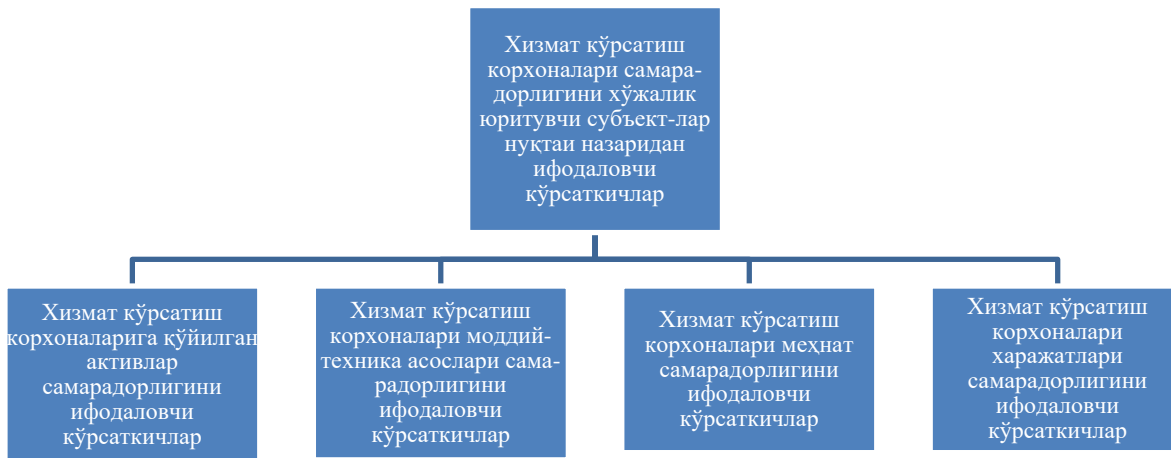 Хизмат кўрсатиш
корхоналари самара-
дорлигини хўжалик
юритувчи субъект-лар
нуқтаи назаридан
ифодаловчи
кўрсаткичлар
Хизмат кўрсатиш
корхоналарига қўйилган
активлар
самарадорлигини
ифодаловчи
кўрсаткичлар
Хизмат кўрсатиш
корхоналари моддий-
техника асослари сама-
радорлигини
ифодаловчи
кўрсаткичлар
Хизмат кўрсатиш
корхоналари меҳнат
самарадорлигини
ифодаловчи
кўрсаткичлар
Хизмат кўрсатиш
корхоналари
харажатлари
самарадорлигини
ифодаловчи
кўрсаткичлар